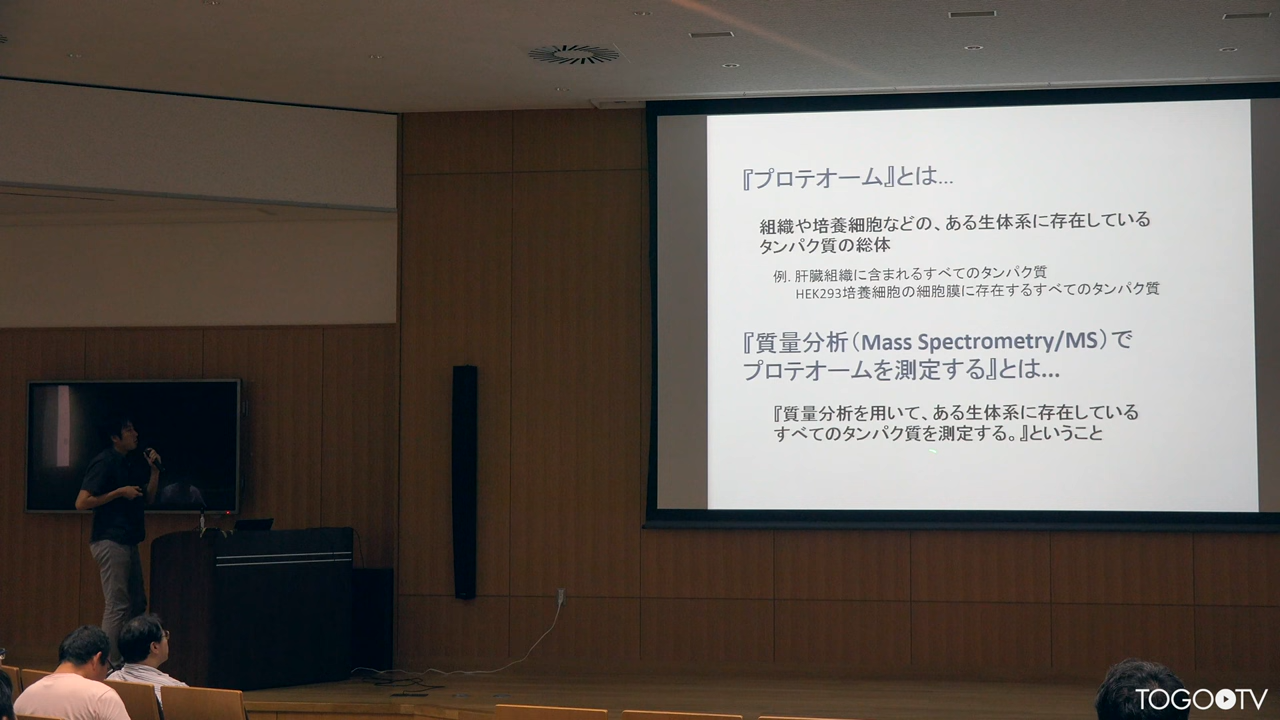 『プロテオーム』とは...
組織や培養細胞などの、ある生体系に存在している
タンパク質の総体
例. 肝臓組織に含まれるすべてのタンパク質
HEK293培養細胞の細胞膜に存在するすべてのタンパク質
『質量分析（Mass Spectrometry/MS）で
プロテオームを測定する』とは...
『質量分析を用いて、ある生体系に存在している
すべてのタンパク質を測定する。』ということ
TOGOTV